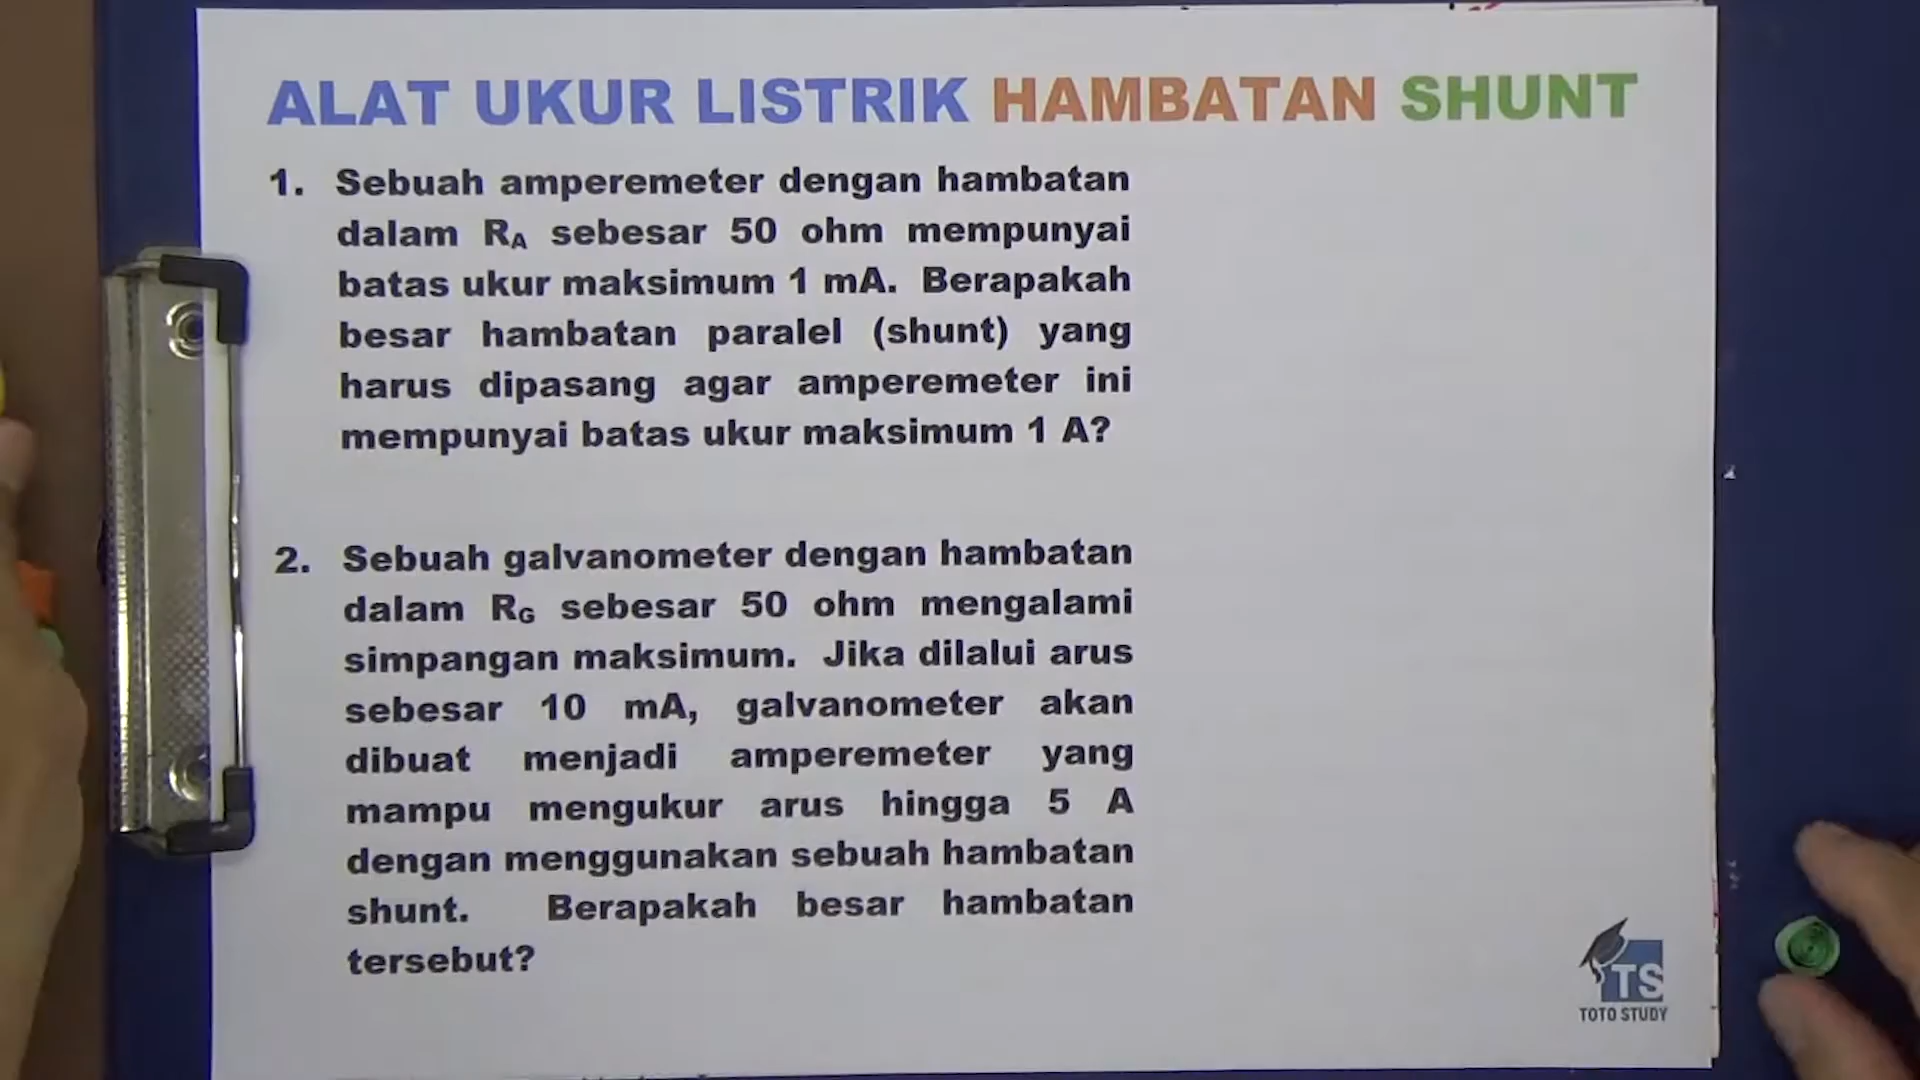 ALAT UKUR LISTRIK HAMBATAN SHUNT
1. Sebuah amperemeter dengan hambatan
dalam RA sebesar 50 ohm mempunyai
batas ukur maksimum 1 mA. Berapakah
besar hambatan paralel (shunt) yang
harus dipasang agar amperemeter ini
mempunyai batas ukur maksimum 1 A?
2. Sebuah galvanometer dengan hambatan
dalam RG sebesar 50 ohm mengalami
simpangan maksimum. Jika dilalui arus
sebesar 10 mA, galvanometer akan
dibuat menjadi amperemeter yang
mampu mengukur arus hingga 5 A
dengan menggunakan sebuah hambatan
shunt. Berapakah besar hambatan
tersebut?
TS
TOTO STUDY